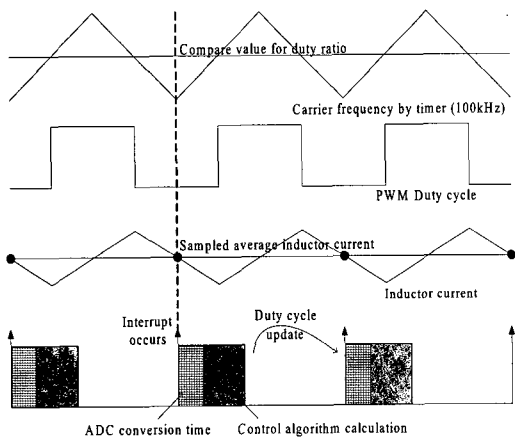 Compare value for duty ratio
Carrier frequency by timer (100kHz)
PWM Duty cycle
Sampled average inductor current
Inductor current
Interrupt
occurs
Duty cycle
update
ADC conversion time
Control algorithm calculation